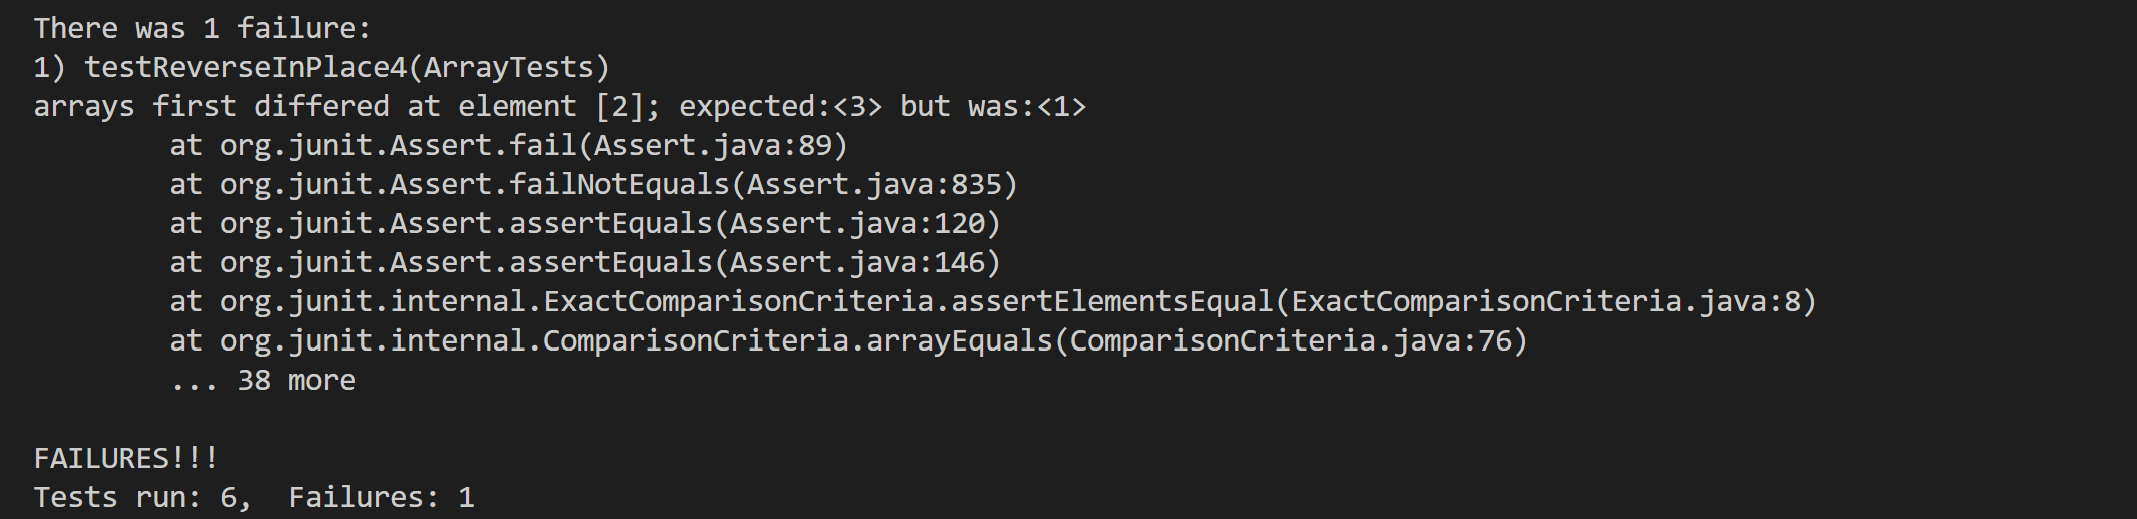 There was 1 failure:
1) testReverseInPlace4(ArrayTests)
arrays first differed at element [2]; expected:<3> but was:<1>
        at org.junit.Assert.fail(Assert.java:89)
        at org.junit.Assert.failNotEquals(Assert.java:835)
        at org.junit.Assert.assertEquals(Assert.java:120)
        at org.junit.Assert.assertEquals(Assert.java:146)
        at org.junit.internal.ExactComparisonCriteria.assertElementsEqual(ExactComparisonCriteria.java:8)
        at org.junit.internal.ComparisonCriteria.arrayEquals(ComparisonCriteria.java:76)
        ... 38 more

FAILURES!!!
Tests run: 6,  Failures: 1